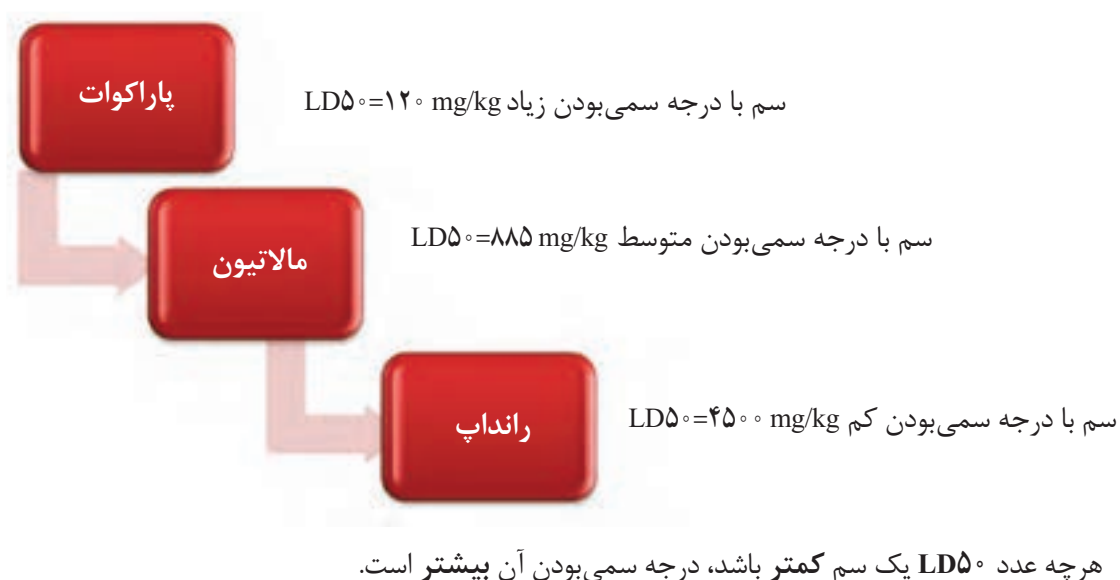 پاراکوات
سم با درجه سمی‌بودن زیاد LD۵۰=۱۲۰ mg/kg
مالاتیون
سم با درجه سمی‌بودن متوسط LD۵۰=۸۸۵ mg/kg
رانداپ
سم با درجه سمی‌بودن کم LD۵۰=۴۵۰۰ mg/kg
هرچه عدد LD۵۰ یک سم کمتر باشد، درجه سمی‌بودن آن بیشتر است.